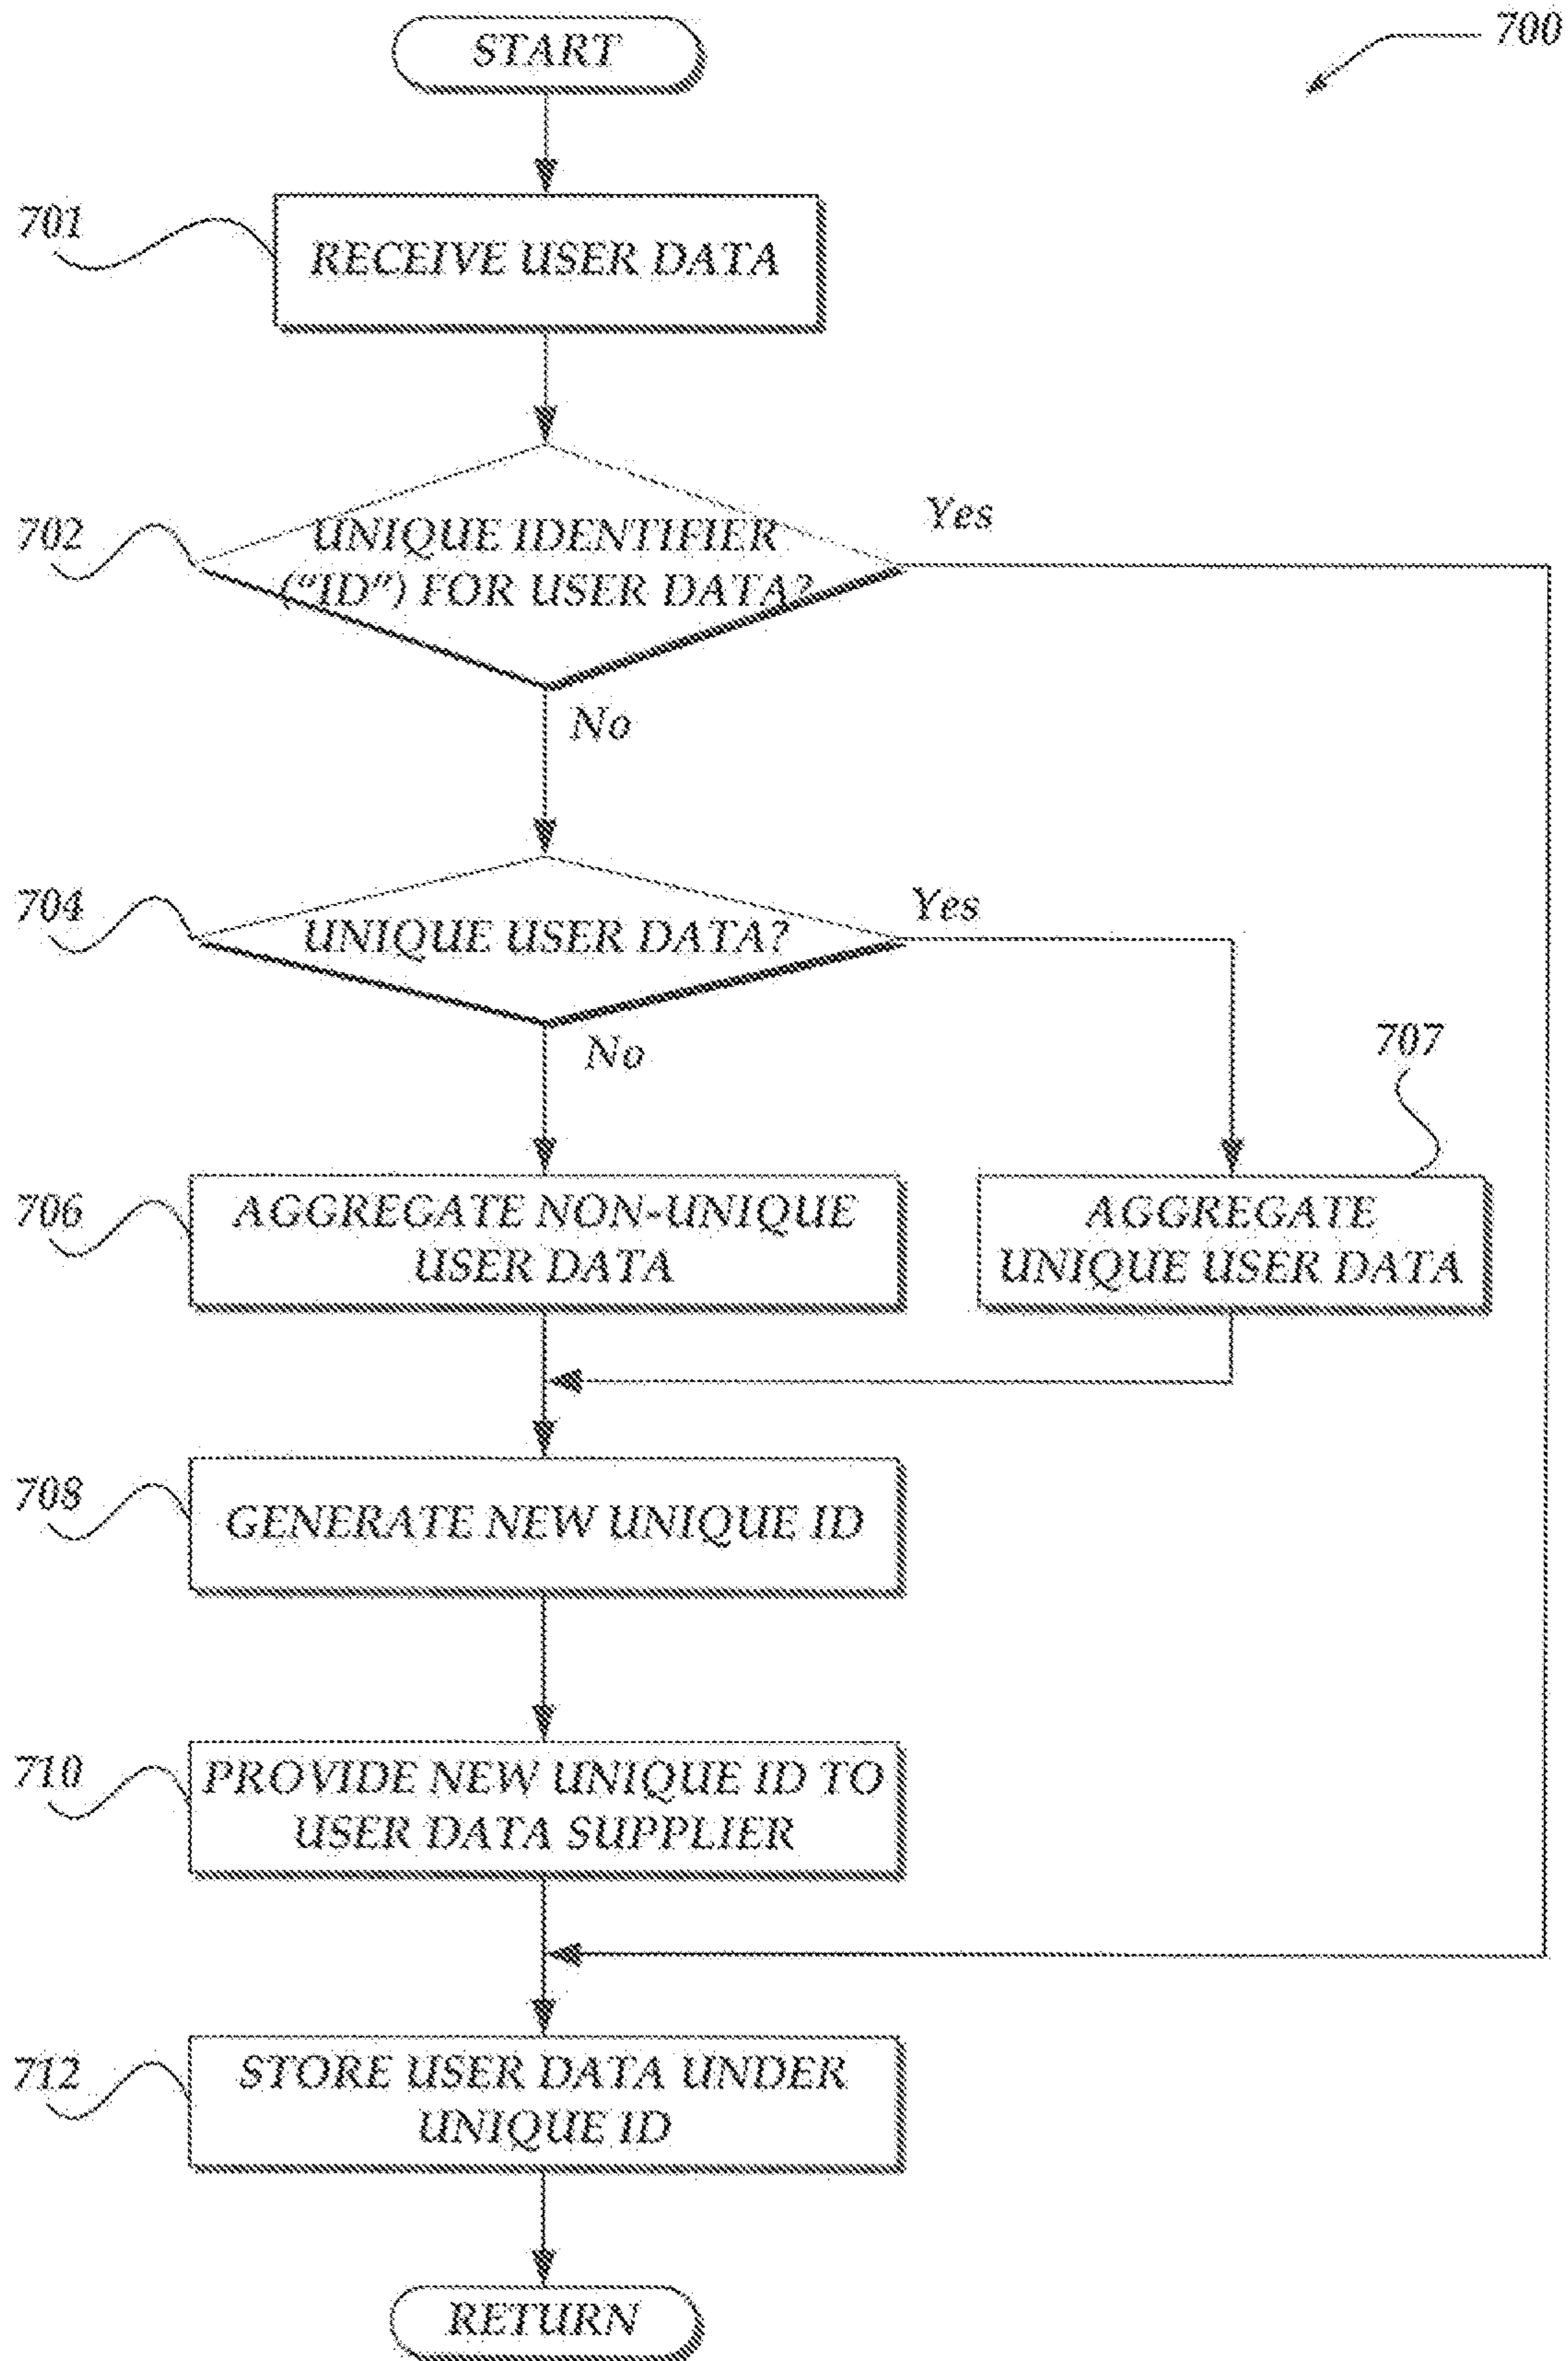 START
700
701
RECEIVE USER DATA
702
UNIQUE IDENTIFIER
("ID") FOR USER DATA?
Yes
No
704
UNIQUE USER DATA?
Yes
No
707
706
AGGREGATE NON-UNIQUE
USER DATA
AGGREGATE
UNIQUE USER DATA
708
GENERATE NEW UNIQUE ID
710
PROVIDE NEW UNIQUE ID TO
USER DATA SUPPLIER
712
STORE USER DATA UNDER
UNIQUE ID
RETURN